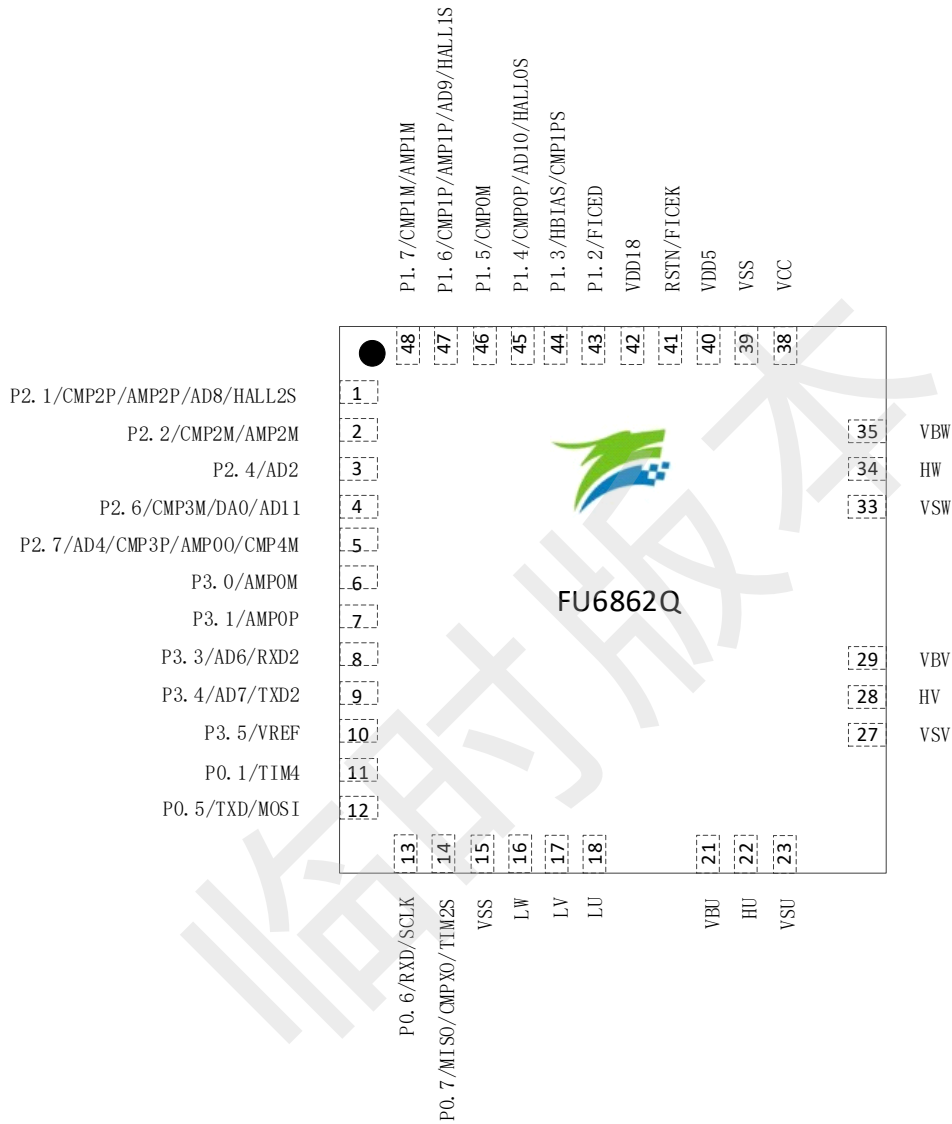 P1.7/CMP1M/AMP1M
P1.6/CMP1P/AMP1P/AD9/HALL1S
P1.5/CMP0M
P1.4/CMP0P/AD10/HALL0S
P1.3/HBIAS/CMP1PS
P1.2/FICED
VDD18
RSTN/FICEK
VDD5
VSS
VCC
48
47
46
45
44
43
42
41
40
39
38
P2.1/CMP2P/AMP2P/AD8/HALL2S 1
P2.2/CMP2M/AMP2M 2
35 VBW
P2.4/AD2 3
34 HW
P2.6/CMP3M/DA0/AD11 4
33 VSW
P2.7/AD4/CMP3P/AMP0O/CMP4M 5
P3.0/AMP0M 6
FU6862Q
P3.1/AMP0P 7
P3.3/AD6/RXD2 8
29 VBV
P3.4/AD7/TXD2 9
28 HV
P3.5/VREF 10
27 VSV
P0.1/TIM4 11
P0.5/TXD/MOSI 12
13
14
15
16
17
18
21
22
23
P0.6/RXD/SCLK
P0.7/MISO/CMPXO/TIM2S
VSS
LW
LV
LU
VBU
HU
VSU
临时版本